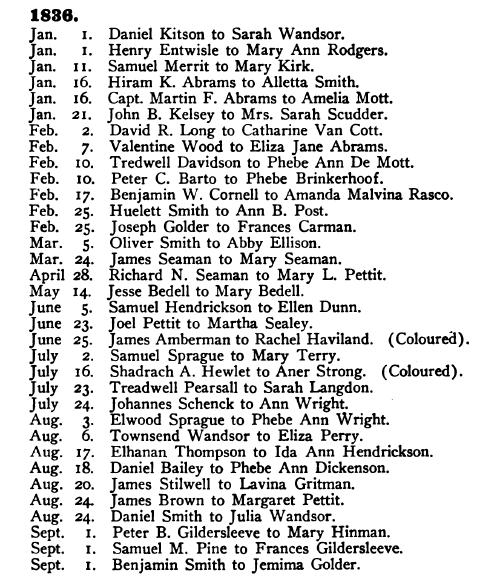 1836.
Jan. 1. Daniel Kitson to Sarah Wandsor.
Jan. 1. Henry Entwisle to Mary Ann Rodgers.
Jan. 11. Samuel Merrit to Mary Kirk.
Jan. 16. Hiram K. Abrams to Alletta Smith.
Jan. 16. Capt. Martin F. Abrams to Amelia Mott.
Jan. 21. John B. Kelsey to Mrs. Sarah Scudder.
Feb. 2. David R. Long to Catharine Van Cott.
Feb. 7. Valentine Wood to Eliza Jane Abrams.
Feb. 10. Tredwell Davidson to Phebe Ann De Mott.
Feb. 10. Peter C. Barto to Phebe Brinkerhoof.
Feb. 17. Benjamin W. Cornell to Amanda Malvina Rasco.
Feb. 25. Huelett Smith to Ann B. Post.
Feb. 25. Joseph Golder to Frances Carman.
Mar. 5. Oliver Smith to Abby Ellison.
Mar. 24. James Seaman to Mary Seaman.
April 28. Richard N. Seaman to Mary L. Pettit.
May 14. Jesse Bedell to Mary Bedell.
June 5. Samuel Hendrickson to Ellen Dunn.
June 23. Joel Pettit to Martha Sealey.
June 25. James Amberman to Rachel Haviland. (Coloured).
July 2. Samuel Sprague to Mary Terry.
July 16. Shadrach A. Hewlet to Aner Strong. (Coloured).
July 23. Treadwell Pearsall to Sarah Langdon.
July 24. Johannes Schenck to Ann Wright.
Aug. 3. Elwood Sprague to Phebe Ann Wright.
Aug. 6. Townsend Wandsor to Eliza Perry.
Aug. 17. Elhanan Thompson to Ida Ann Hendrickson.
Aug. 18. Daniel Bailey to Phebe Ann Dickenson.
Aug. 20. James Stilwell to Lavina Gritman.
Aug. 24. James Brown to Margaret Pettit.
Aug. 24. Daniel Smith to Julia Wandsor.
Sept. 1. Peter B. Gildersleeve to Mary Hinman.
Sept. 1. Samuel M. Pine to Frances Gildersleeve.
Sept. 1. Benjamin Smith to Jemima Golder.